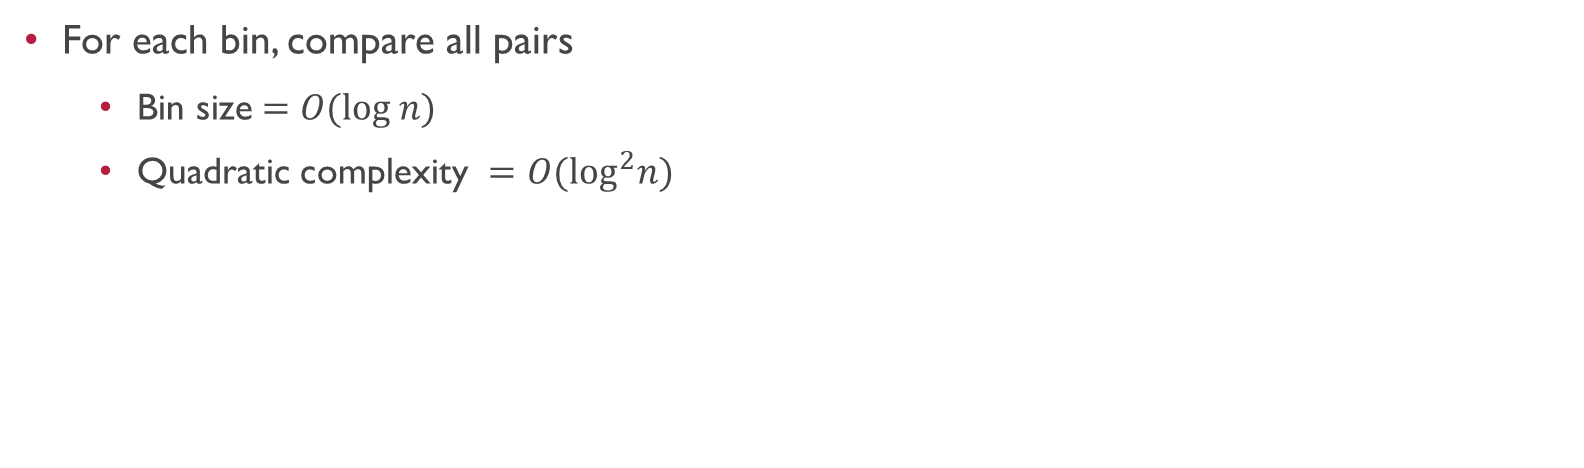 • For each bin, compare all pairs
• Bin size = O(log n)
• Quadratic complexity = O(log²n)